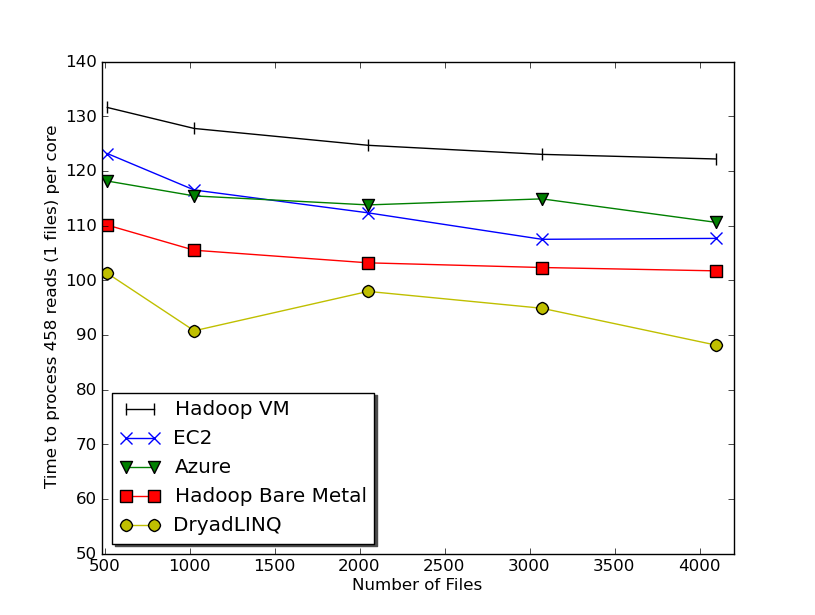 140
130
120
110
100
90
80
70
60
50
Time to process 458 reads (1 files) per core
Hadoop VM
EC2
Azure
Hadoop Bare Metal
DryadLINQ
500 1000 1500 2000 2500 3000 3500 4000
Number of Files